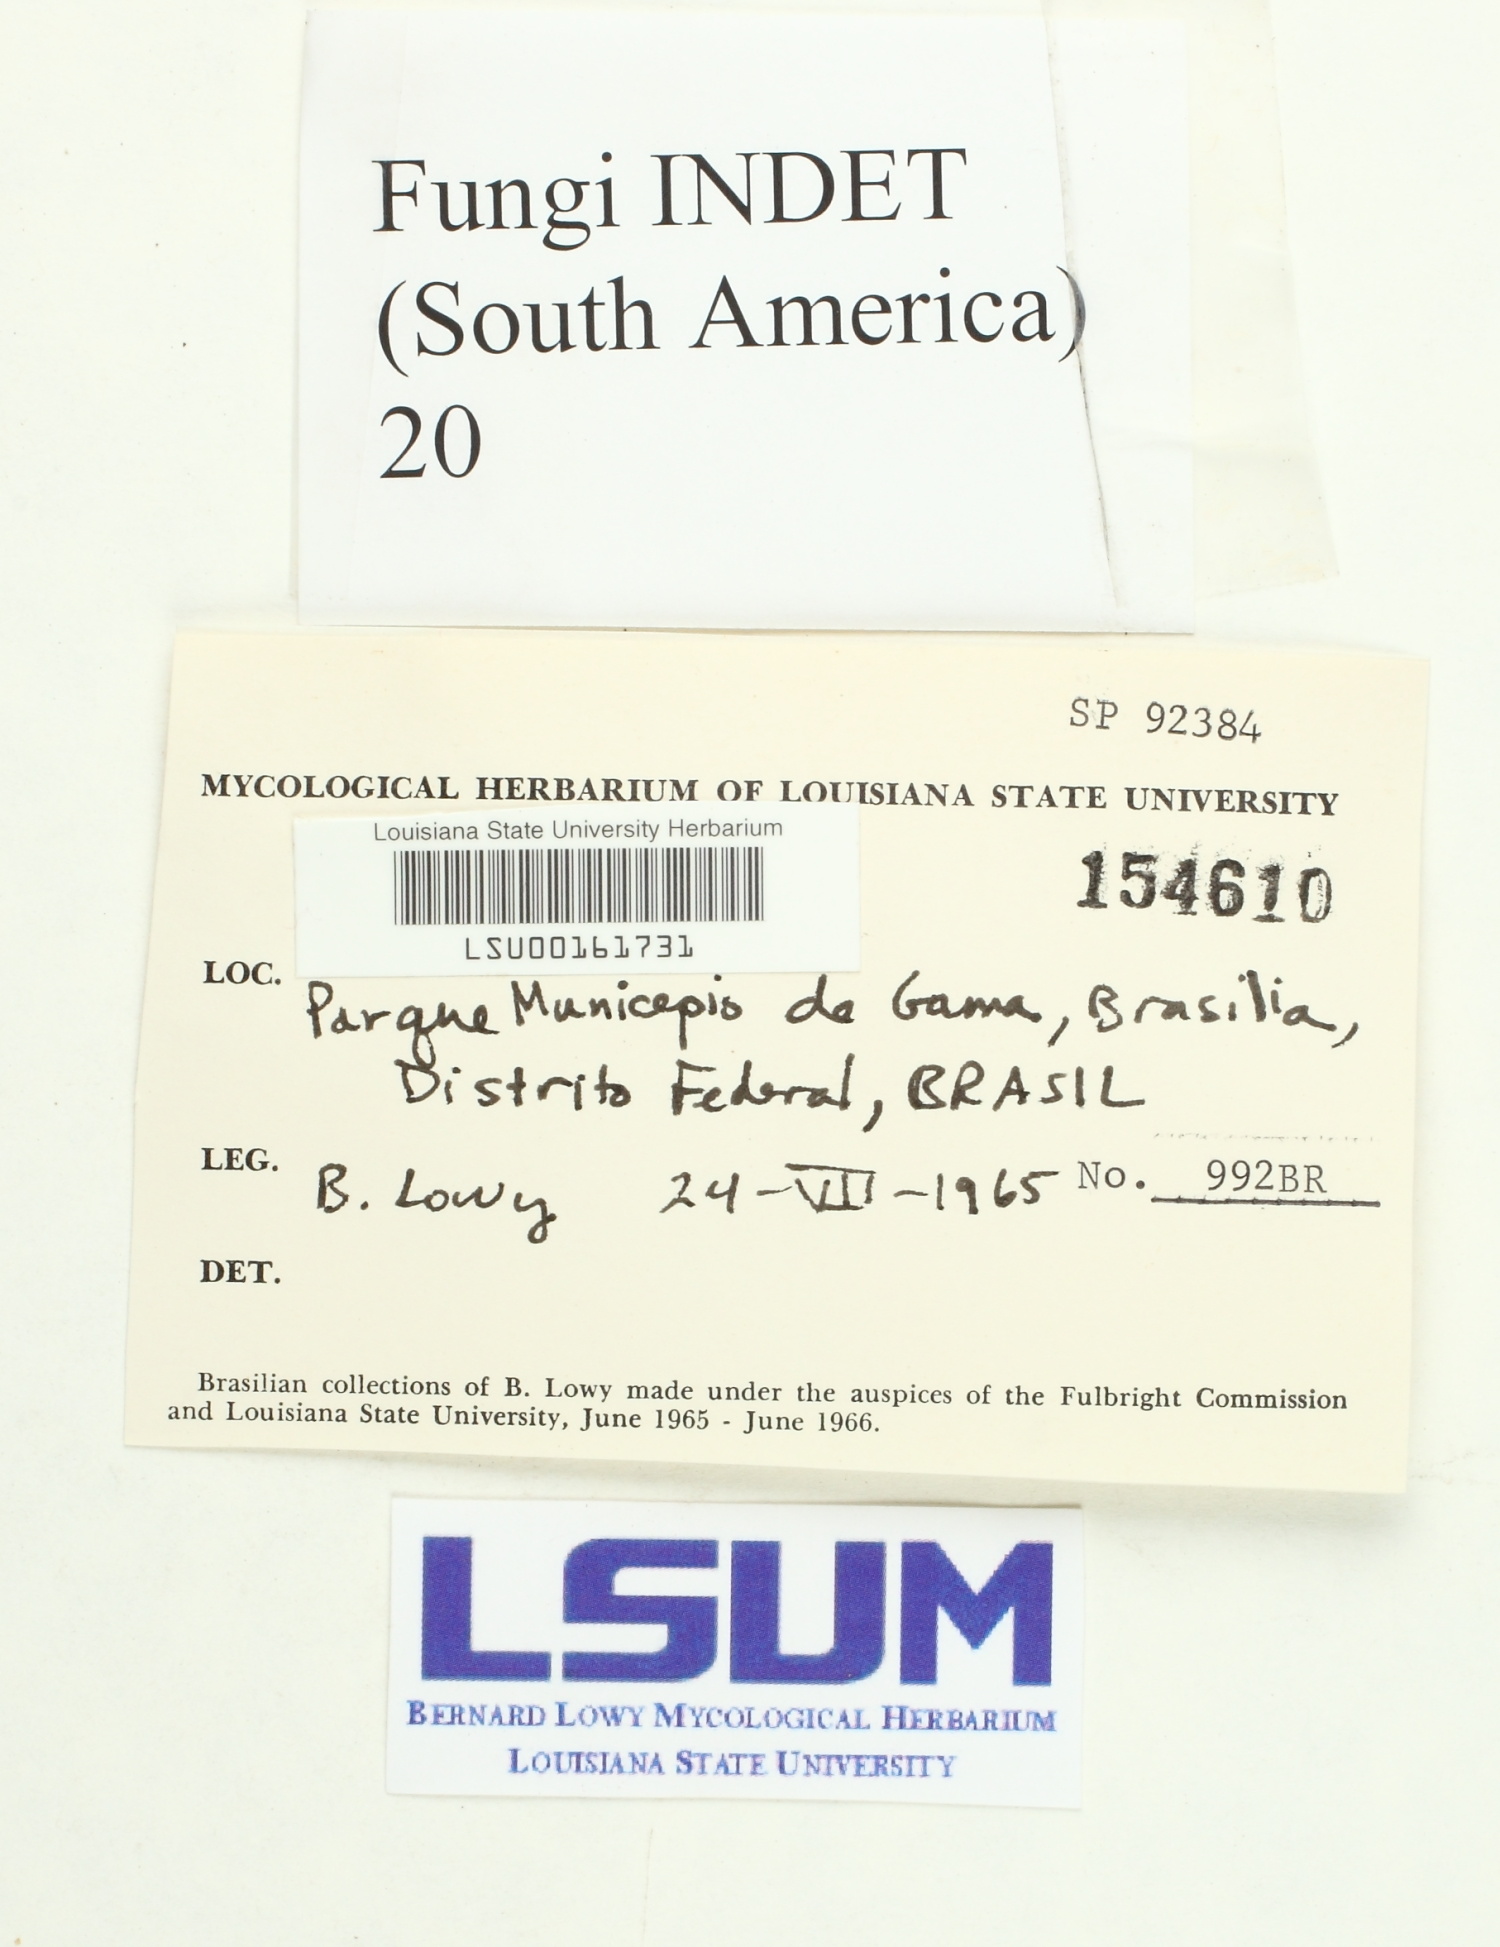 Fungi INDET
(South America)
20
SP 92384
MYCOLOGICAL HERBARIUM OF LOUISIANA STATE UNIVERSITY
Louisiana State University Herbarium
LSU00161731
154610
LOC. Parque Municepio de Gama, Brasilia,
Distrito Federal, BRASIL
LEG. B. Lowy 24-VII-1965 No. 992BR
DET.
Brasilian collections of B. Lowy made under the auspices of the Fulbright Commission
and Louisiana State University, June 1965 - June 1966.
LSUM
BERNARD LOWY MYCOLOGICAL HERBARIUM
LOUISIANA STATE UNIVERSITY